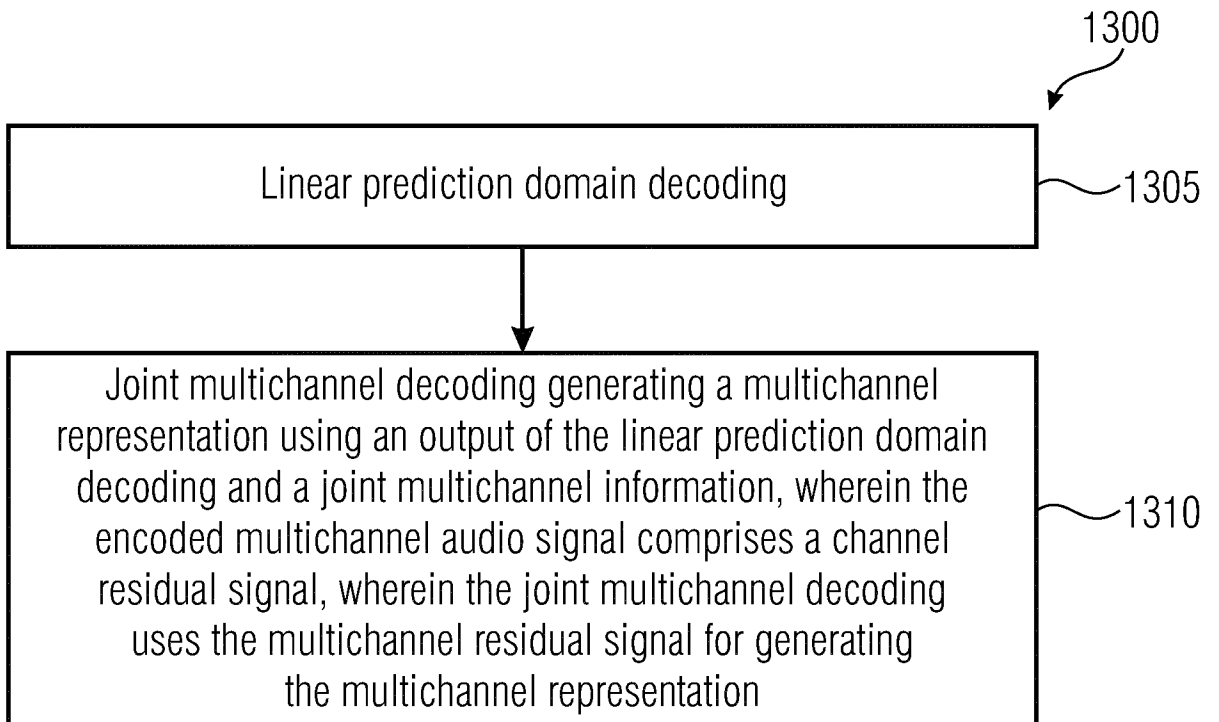 1300
Linear prediction domain decoding
1305
Joint multichannel decoding generating a multichannel
representation using an output of the linear prediction domain
decoding and a joint multichannel information, wherein the
encoded multichannel audio signal comprises a channel
residual signal, wherein the joint multichannel decoding
uses the multichannel residual signal for generating
the multichannel representation
1310